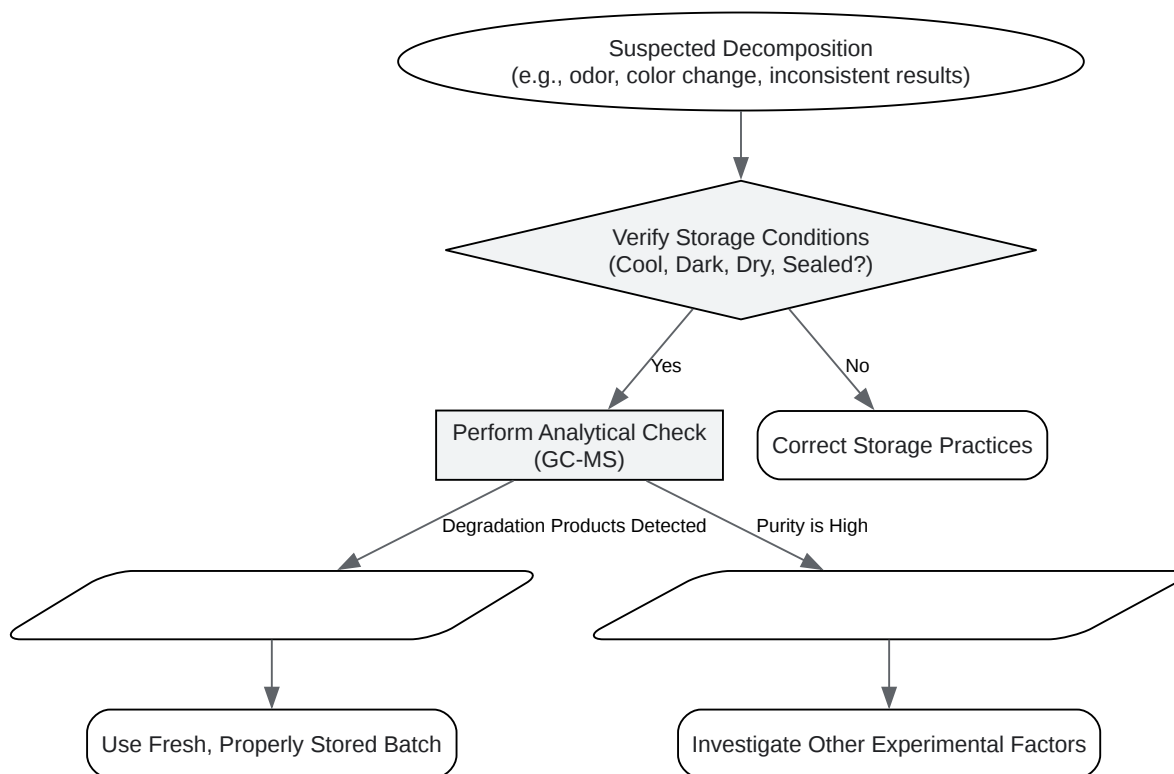 Suspected Decomposition
(e.g., odor, color change, inconsistent results)
Verify Storage Conditions
(Cool, Dark, Dry, Sealed?)
Yes
No
Perform Analytical Check
(GC-MS)
Correct Storage Practices
Degradation Products Detected
Purity is High
Use Fresh, Properly Stored Batch
Investigate Other Experimental Factors